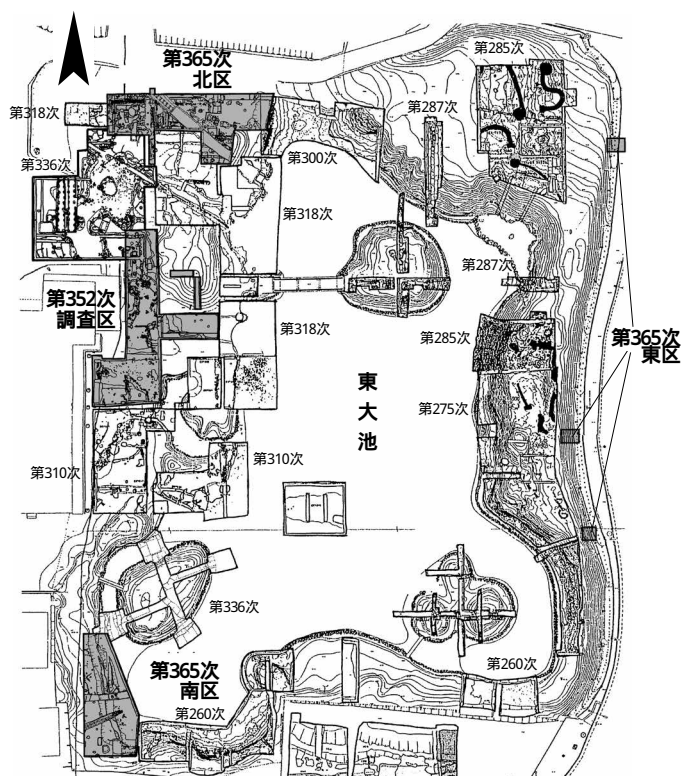 第365次
北区
第285次
第287次
第318次
第336次
第300次
第318次
第287次
第352次
調査区
第318次
第285次
第365次
東区
東
大
池
第275次
第310次
第310次
第336次
第365次
南区
第260次
第260次